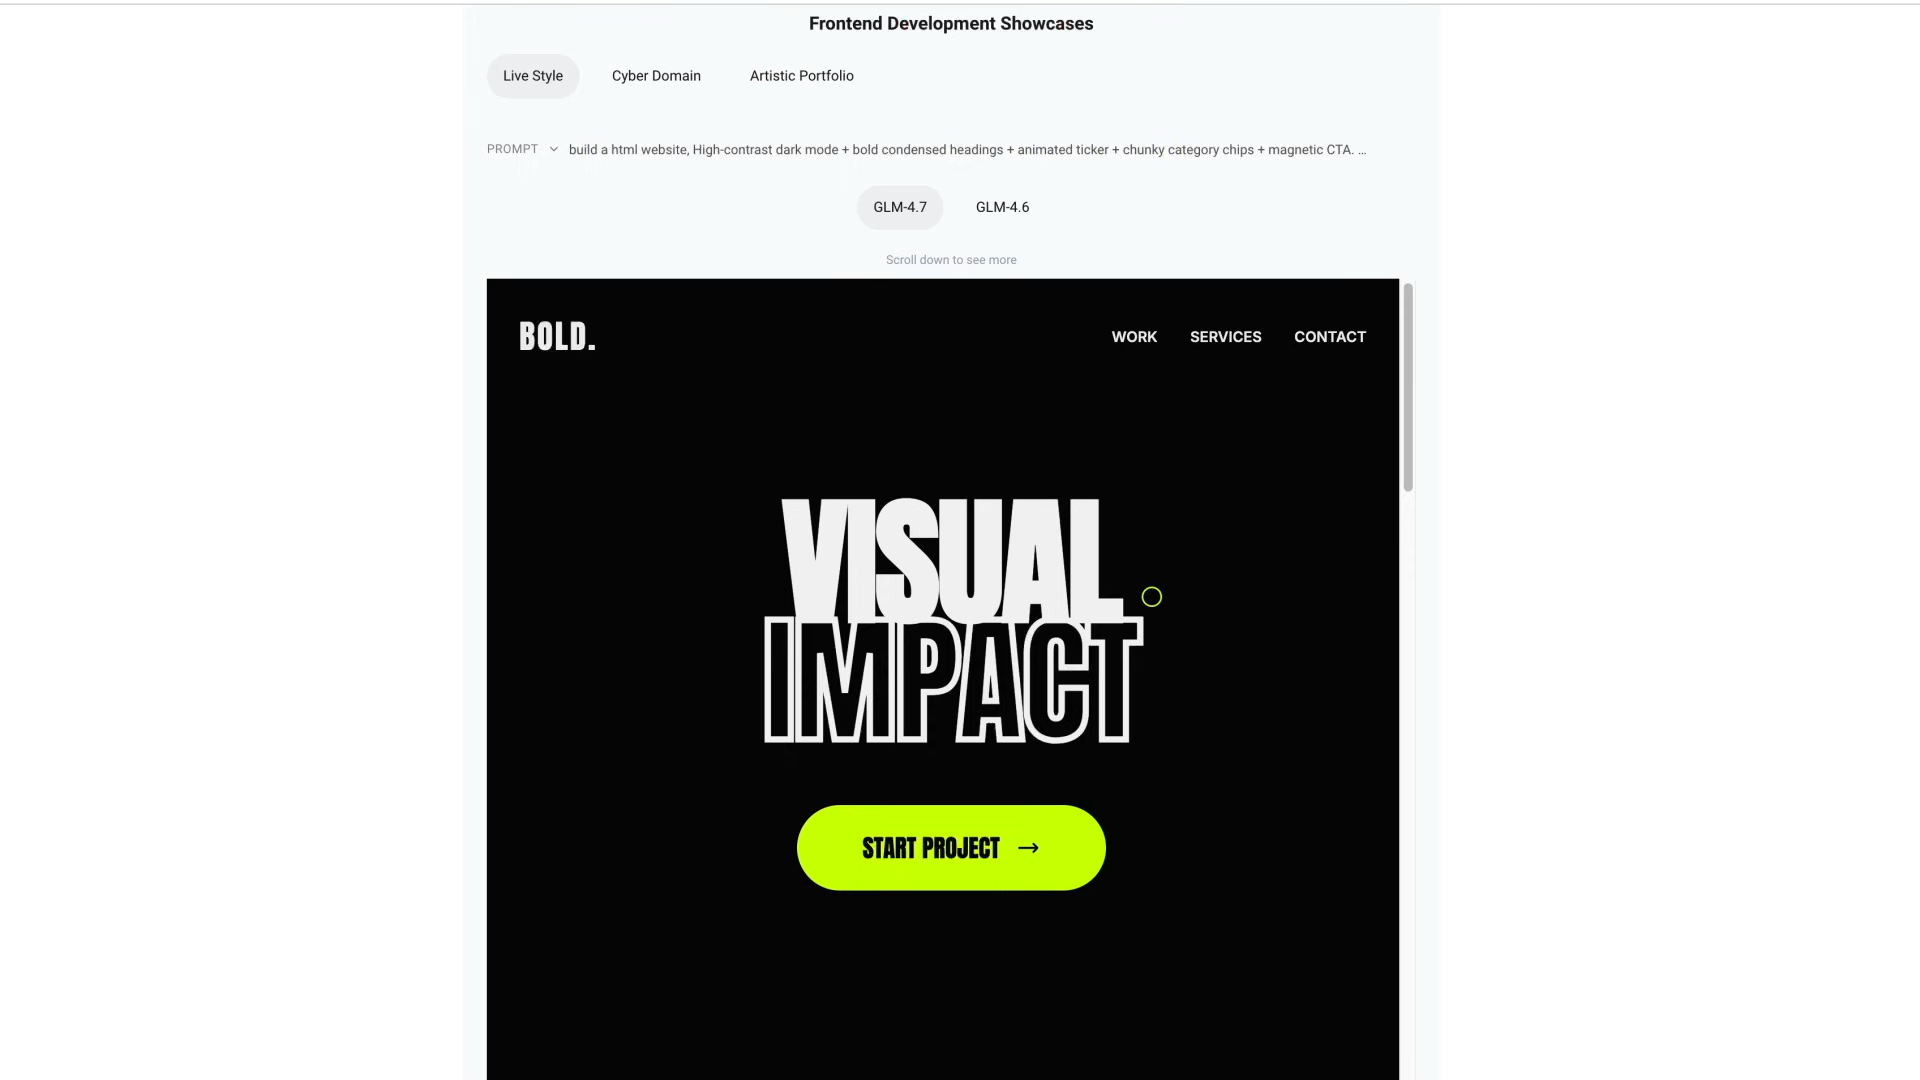 Frontend Development Showcases
Live Style Cyber Domain Artistic Portfolio
PROMPT build a html website, High-contrast dark mode + bold condensed headings + animated ticker + chunky category chips + magnetic CTA. ...
GLM-4.7 GLM-4.6
Scroll down to see more
BOLD. WORK SERVICES CONTACT
VISUAL
IMPACT
START PROJECT →